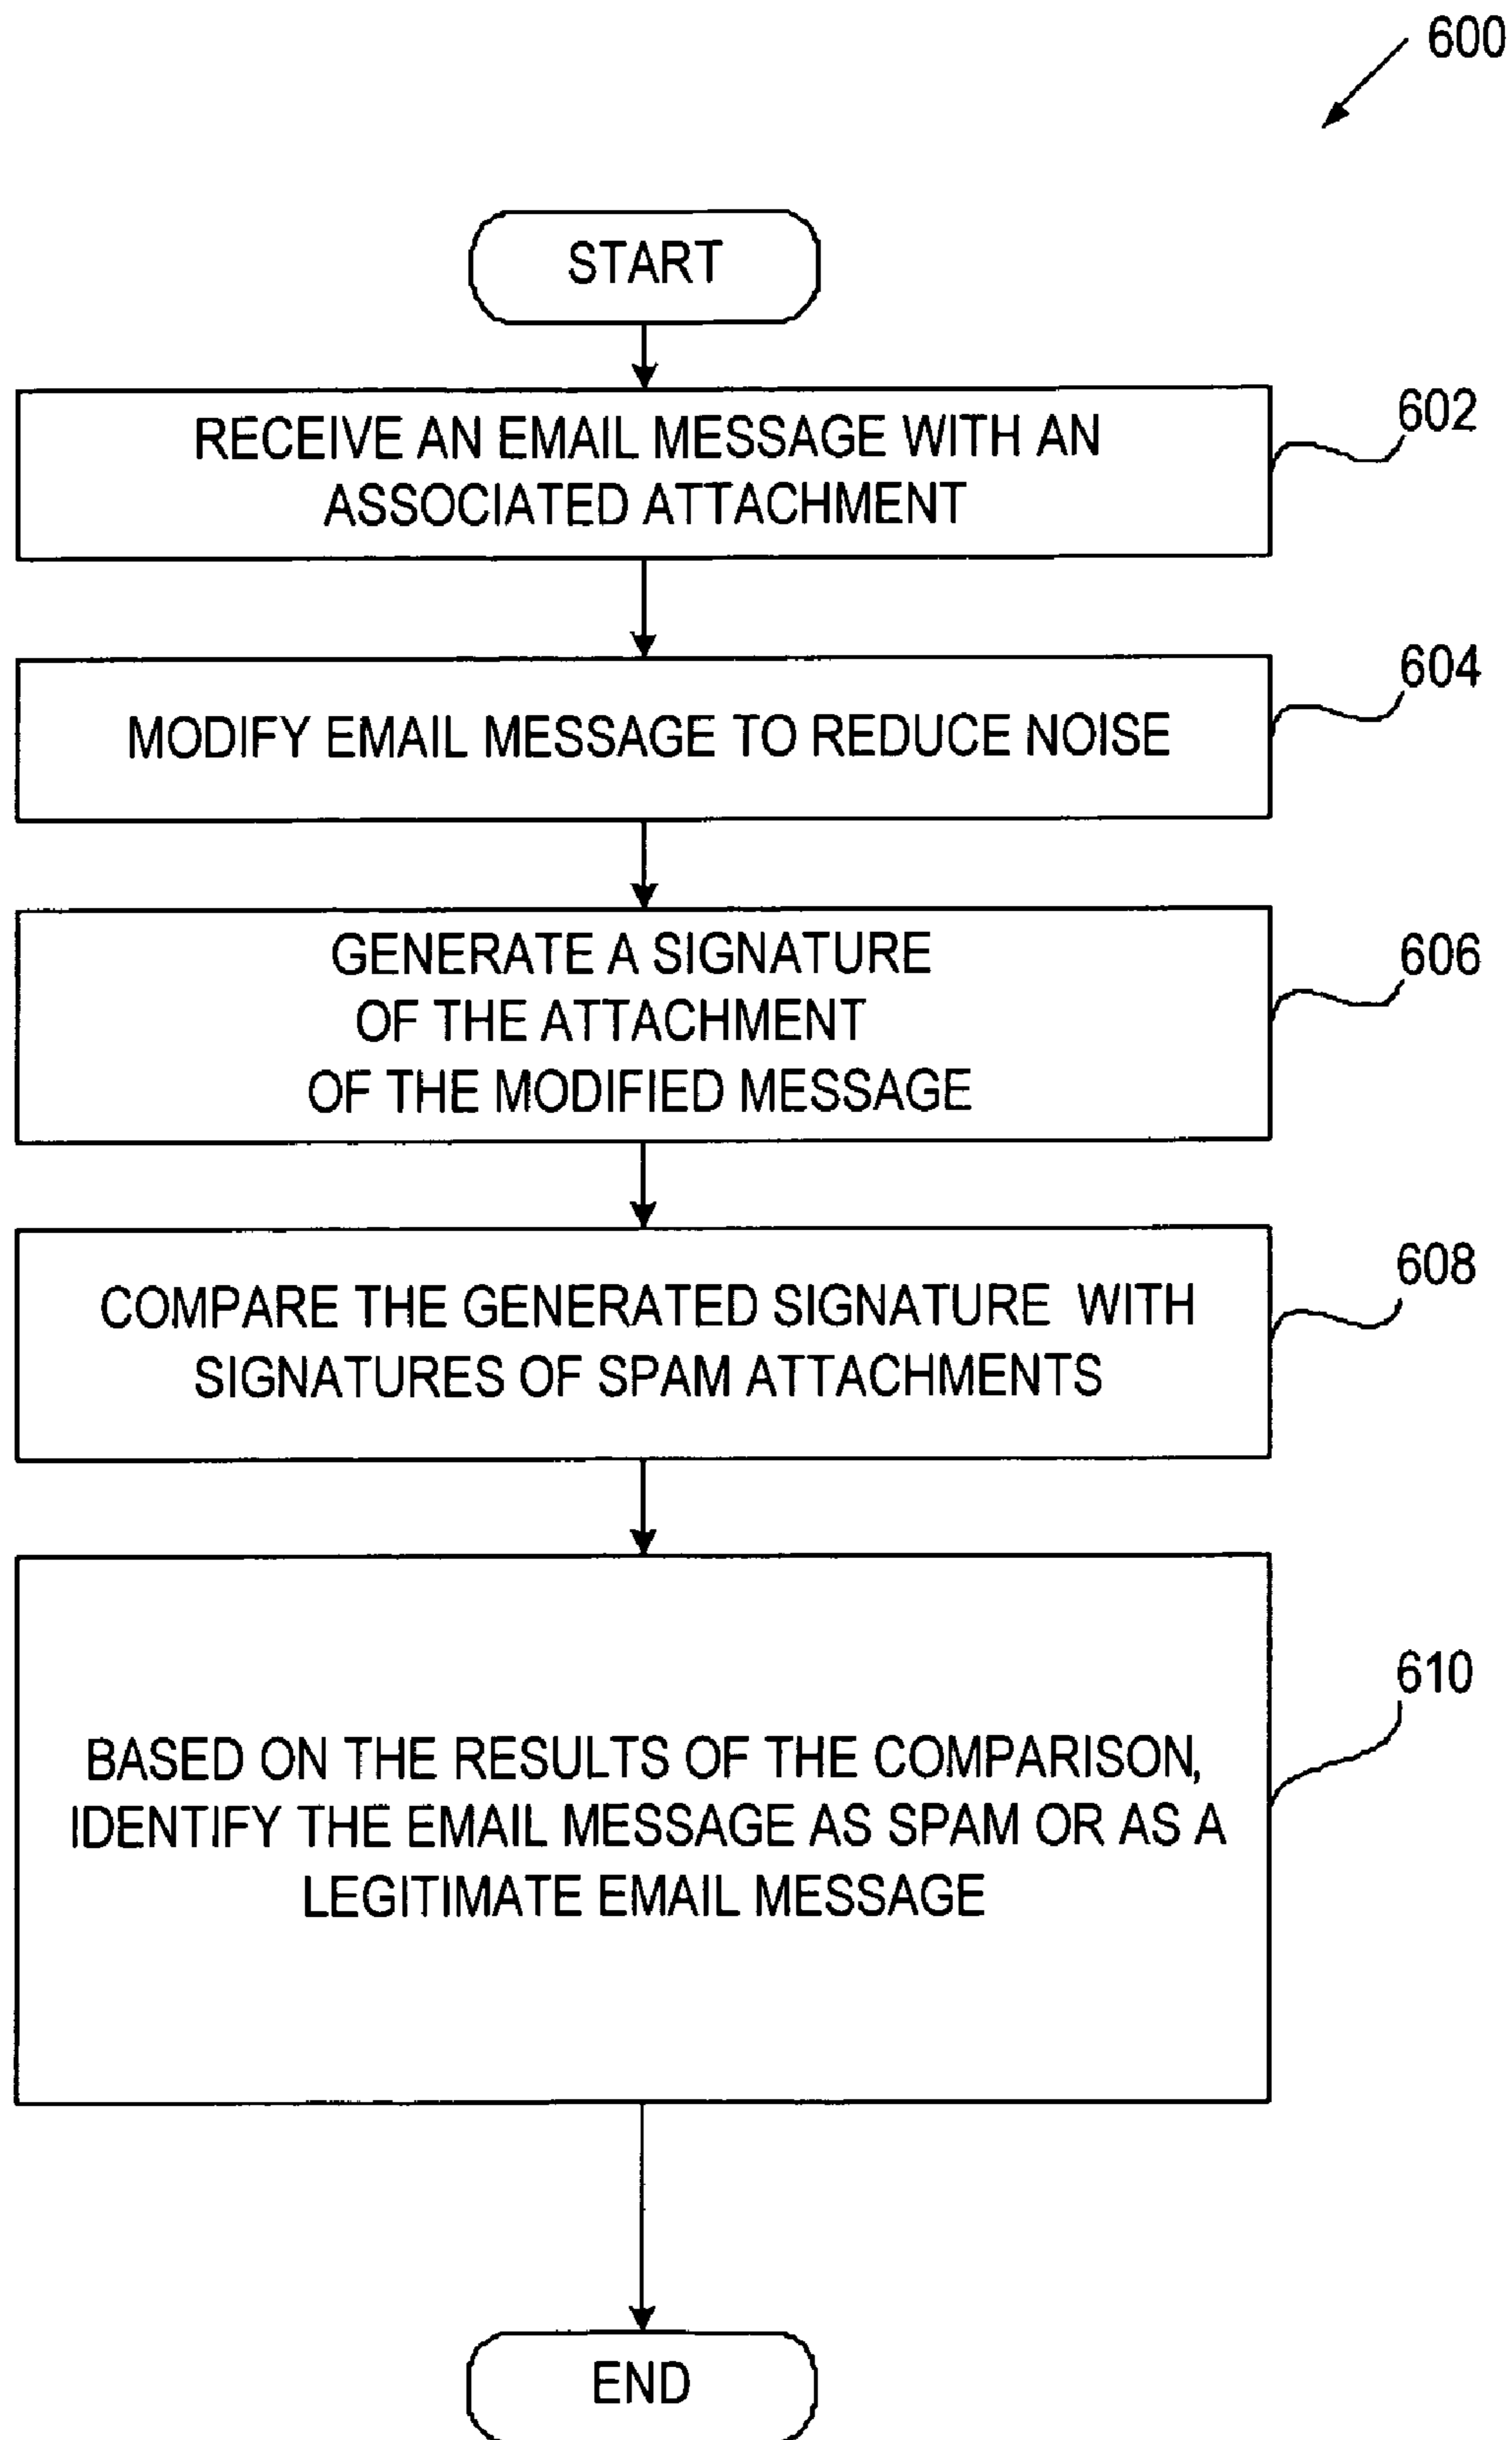 600
START
RECEIVE AN EMAIL MESSAGE WITH AN
ASSOCIATED ATTACHMENT
602
MODIFY EMAIL MESSAGE TO REDUCE NOISE
604
GENERATE A SIGNATURE
OF THE ATTACHMENT
OF THE MODIFIED MESSAGE
606
COMPARE THE GENERATED SIGNATURE WITH
SIGNATURES OF SPAM ATTACHMENTS
608
BASED ON THE RESULTS OF THE COMPARISON,
IDENTIFY THE EMAIL MESSAGE AS SPAM OR AS A
LEGITIMATE EMAIL MESSAGE
610
END